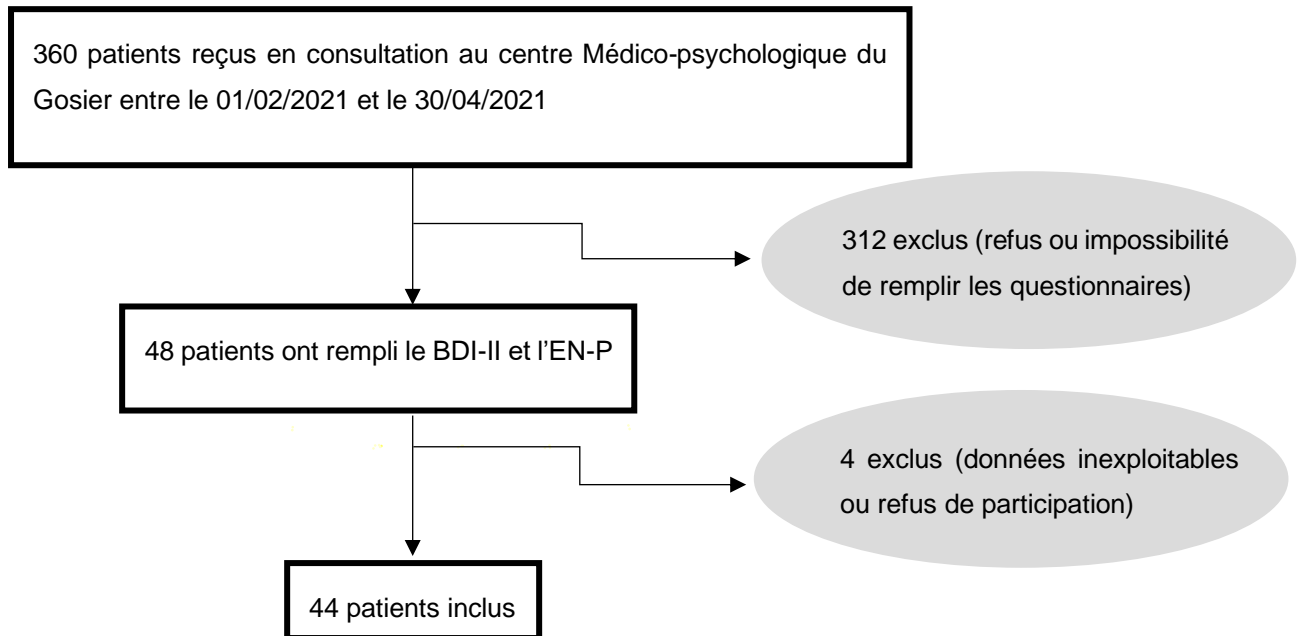 360 patients reçus en consultation au centre Médico-psychologique du
Gosier entre le 01/02/2021 et le 30/04/2021
312 exclus (refus ou impossibilité
de remplir les questionnaires)
48 patients ont rempli le BDI-II et l’EN-P
4 exclus (données inexploitables
ou refus de participation)
44 patients inclus